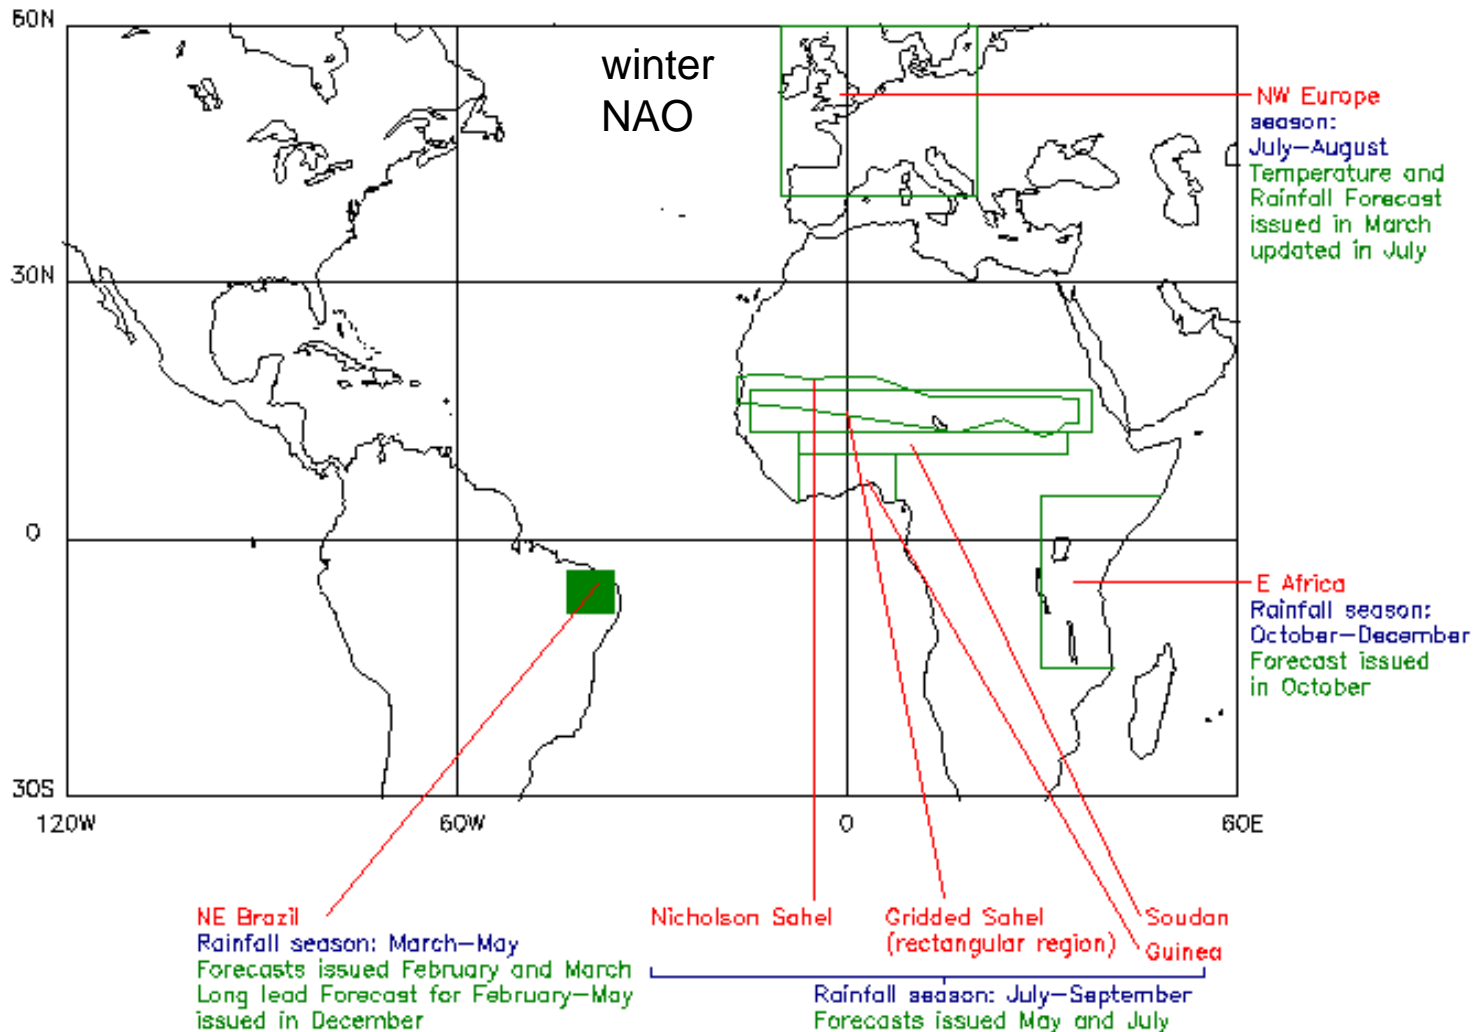 60N
winter
NAO
NW Europe
season:
July-August
Temperature and
Rainfall Forecast
issued in March
updated in July
30N
0
E Africa
Rainfall season:
October-December
Forecast issued
in October
30S
120W
60W
0
60E
NE Brazil
Rainfall season: March-May
Forecasts issued February and March
Long lead Forecast for February-May
issued in December
Nicholson Sahel
Gridded Sahel
(rectangular region)
Soudan
Guinea
Rainfall season: July-September
Forecasts issued May and July